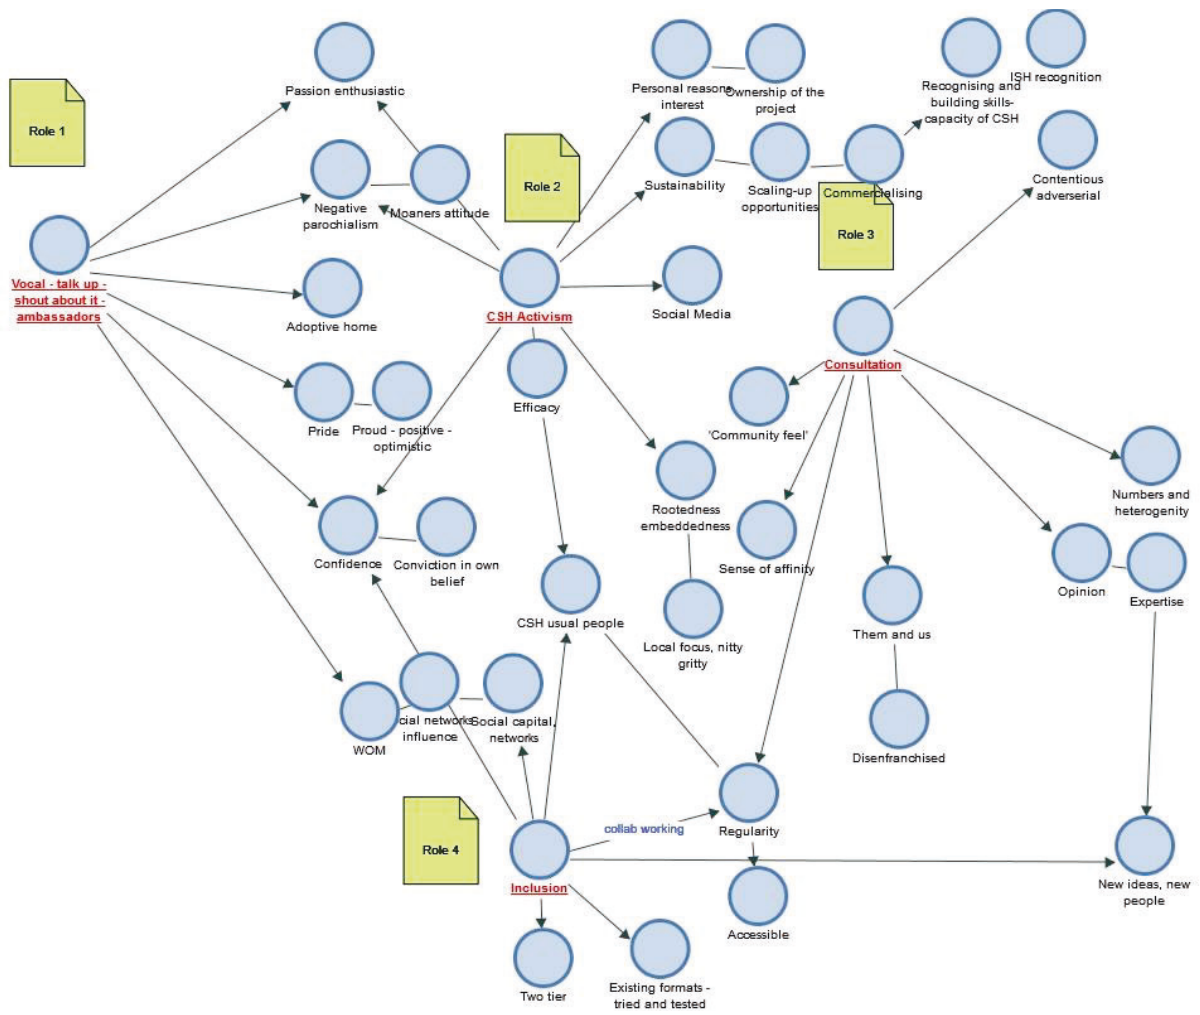 Passion enthusiastic
Personal reasons
interest
Ownership of the
project
Recognising and
building skills-
capacity of CSH
ISH recognition
Role 1
Role 2
Role 3
Negative
parochialism
Moaners attitude
Sustainability
Scaling-up
opportunities
Commercialising
Contentious
adverserial
Vocal - talk up -
shout about it -
ambassadors
Adoptive home
CSH Activism
Social Media
Consultation
Efficacy
'Community feel'
Pride
Proud - positive -
optimistic
Rootedness
embeddedness
Numbers and
heterogenity
Confidence
Conviction in own
belief
Sense of affinity
Opinion
Expertise
CSH usual people
Local focus, nitty
gritty
Them and us
WOM
cial networks
influence
Social capital,
networks
Disenfranchised
Role 4
collab working
Regularity
Inclusion
New ideas, new
people
Accessible
Two tier
Existing formats -
tried and tested